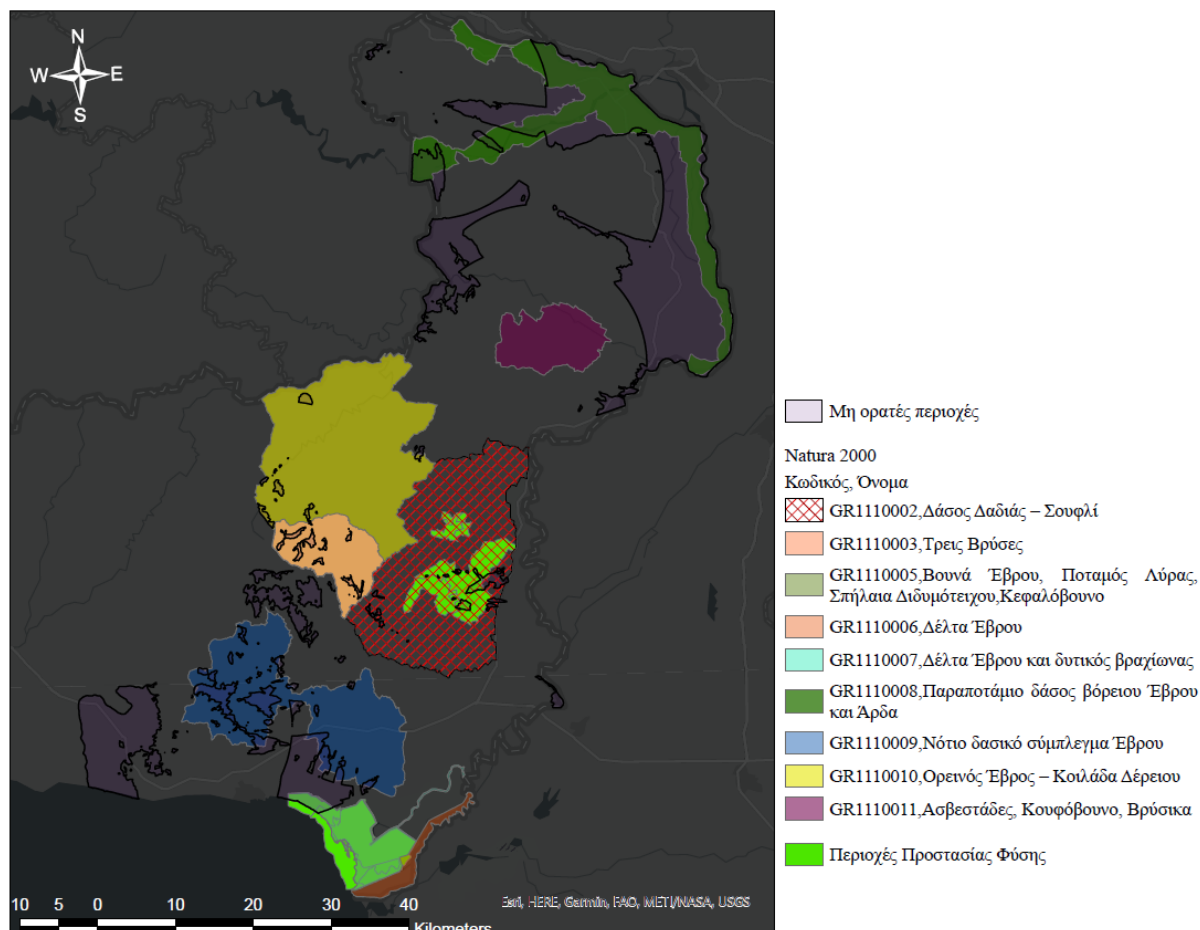 N
W E
S
Μη ορατές περιοχές
Natura 2000
Κωδικός, Όνομα
GR1110002,Δάσος Δαδιάς – Σουφλί
GR1110003,Τρεις Βρύσες
GR1110005,Βουνά Έβρου, Ποταμός Λύρας,
Σπήλαια Διδυμότειχου,Κεφαλόβουνο
GR1110006,Δέλτα Έβρου
GR1110007,Δέλτα Έβρου και δυτικός βραχίωνας
GR1110008,Παραποτάμιο δάσος βόρειου Έβρου
και Άρδα
GR1110009,Νότιο δασικό σύμπλεγμα Έβρου
GR1110010,Ορεινός Έβρος – Κοιλάδα Δέρειου
GR1110011,Ασβεστάδες, Κουφόβουνο, Βρύσικα
Περιοχές Προστασίας Φύσης
10 5 0 10 20 30 40
Kilometers
Esri, HERE, Garmin, FAO, METI/NASA, USGS